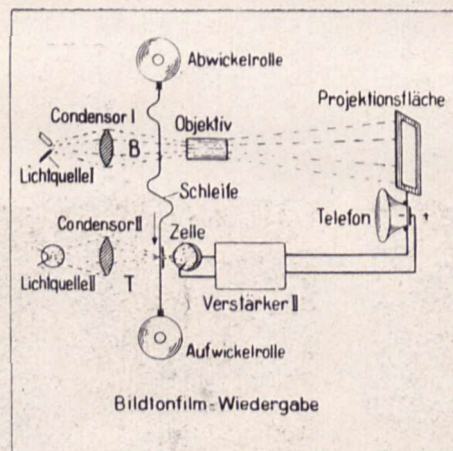 Abwickelrolle
Projektionsfläche
Condensor I
Objektiv
B
Lichtquelle I
Schleife
Telefon
Condensor II
Zelle
Lichtquelle II
T
Verstärker II
Aufwickelrolle
Bildtonfilm-Wiedergabe